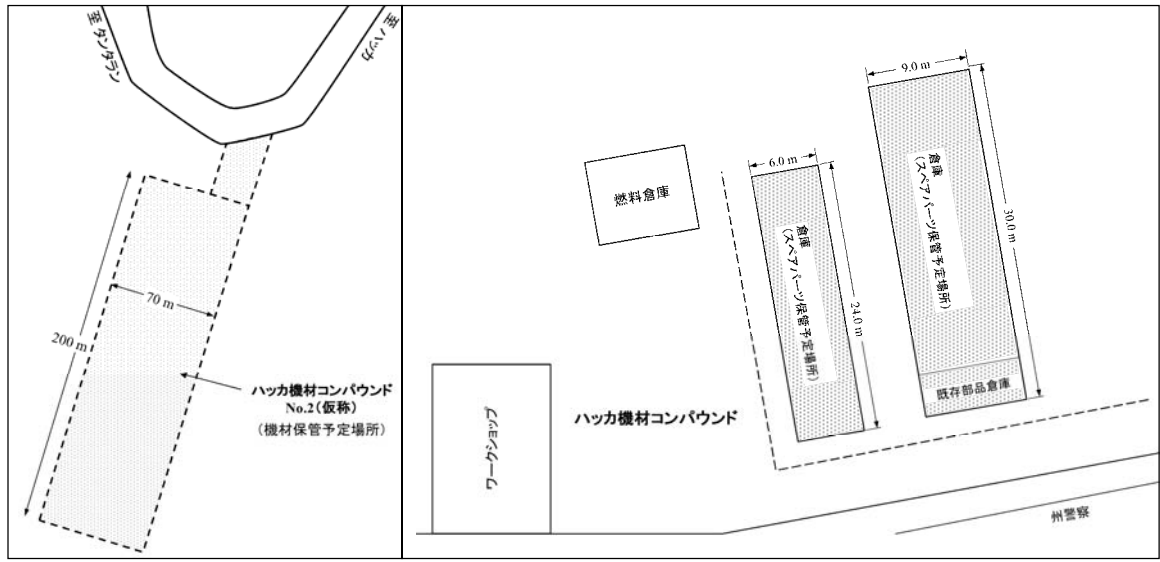 至 タンタラン
至 ハッカ
70 m
200 m
ハッカ機材コンパウンド
No.2（仮称）
（機材保管予定場所）
9.0 m
6.0 m
燃料倉庫
倉庫
（スペアパーツ保管予定場所）
24.0 m
倉庫
（スペアパーツ保管予定場所）
30.0 m
既存部品倉庫
ハッカ機材コンパウンド
ワークショップ
至警察